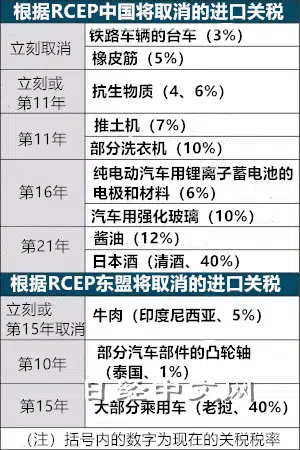 根据RCEP中国将取消的进口关税
立刻取消
铁路车辆的台车（3%）
橡皮筋（5%）
立刻或
第11年
抗生物质（4、6%）
第11年
推土机（7%）
部分洗衣机（10%）
第16年
纯电动汽车用锂离子蓄电池的
电极和材料（6%）
汽车用强化玻璃（10%）
第21年
酱油（12%）
日本酒（清酒、40%）
根据RCEP东盟将取消的进口关税
立刻或
第15年取消
牛肉（印度尼西亚、5%）
第10年
部分汽车部件的凸轮轴
（泰国、1%）
第15年
大部分乘用车（老挝、40%）
日经中文网
（注）括号内的数字为现在的关税税率